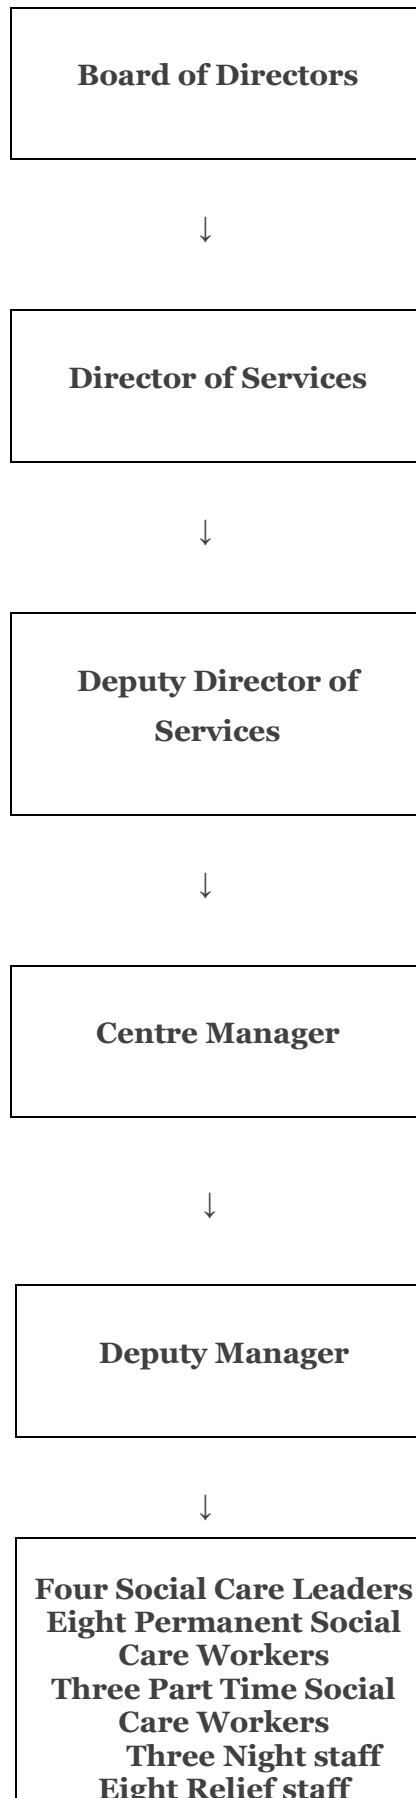 Board of Directors
↓
Director of Services
↓
Deputy Director of
Services
↓
Centre Manager
↓
Deputy Manager
↓
Four Social Care Leaders
Eight Permanent Social
Care Workers
Three Part Time Social
Care Workers
Three Night staff
Eight Relief staff